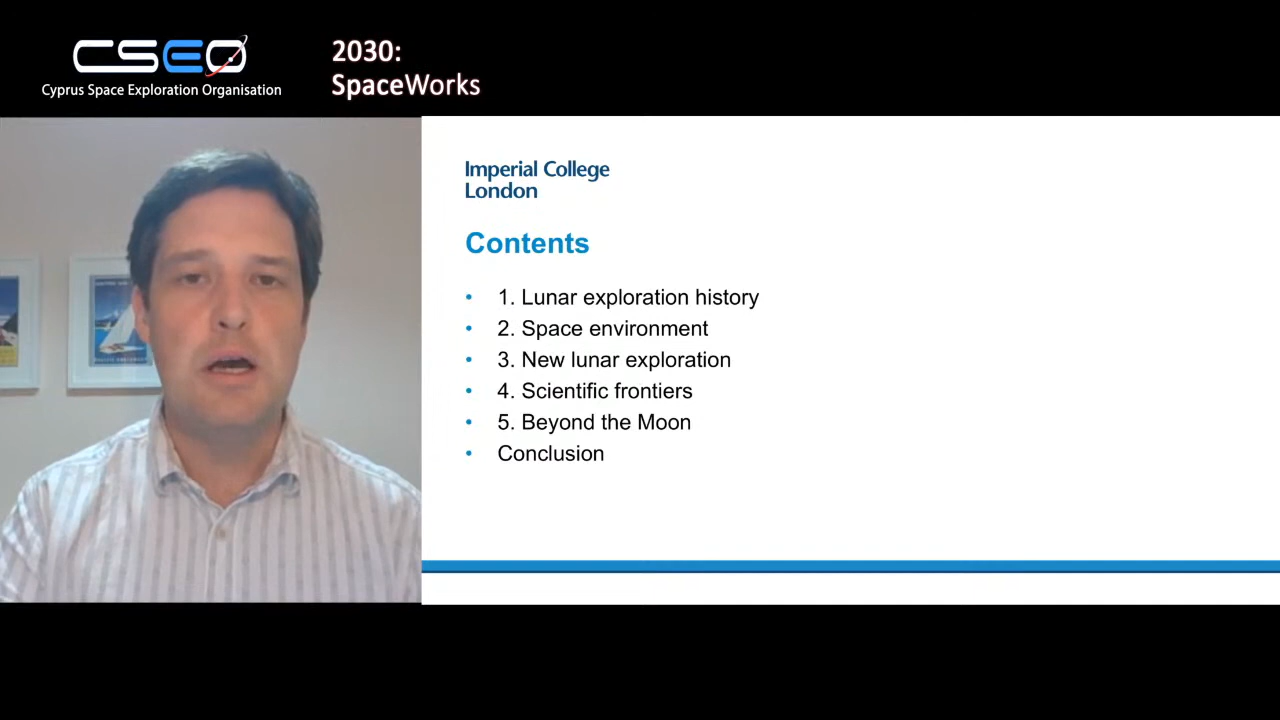 CSEO
Cyprus Space Exploration Organisation
2030:
SpaceWorks
Imperial College
London
Contents
• 1. Lunar exploration history
• 2. Space environment
• 3. New lunar exploration
• 4. Scientific frontiers
• 5. Beyond the Moon
• Conclusion